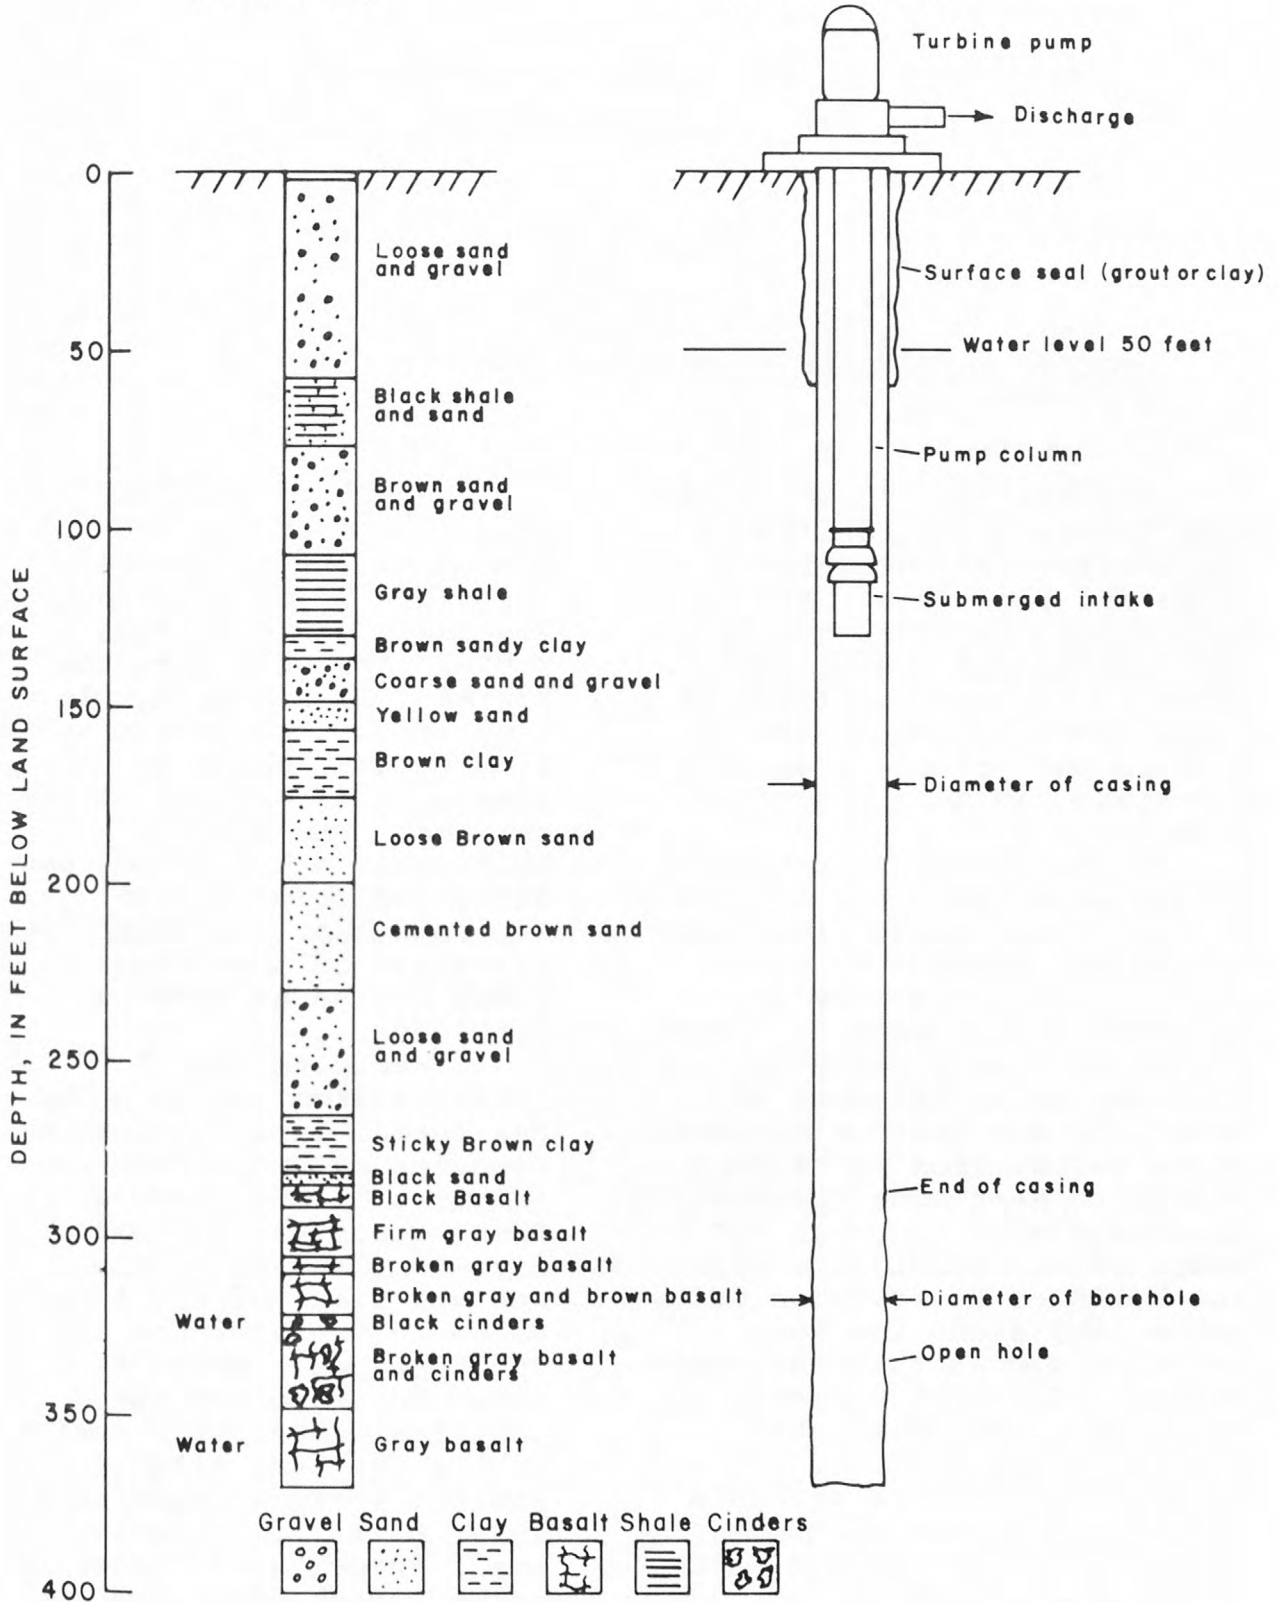 Turbine pump
Discharge
DEPTH, IN FEET BELOW LAND SURFACE
0
50
100
150
200
250
300
350
400
Loose sand
and gravel
Black shale
and sand
Brown sand
and gravel
Gray shale
Brown sandy clay
Coarse sand and gravel
Yellow sand
Brown clay
Loose Brown sand
Cemented brown sand
Loose sand
and gravel
Sticky Brown clay
Black sand
Black Basalt
Firm gray basalt
Broken gray basalt
Broken gray and brown basalt
Water
Black cinders
Broken gray basalt
and cinders
Water
Gray basalt
Surface seal (grout or clay)
Water level 50 feet
Pump column
Submerged intake
Diameter of casing
End of casing
Diameter of borehole
Open hole
Gravel Sand Clay Basalt Shale Cinders